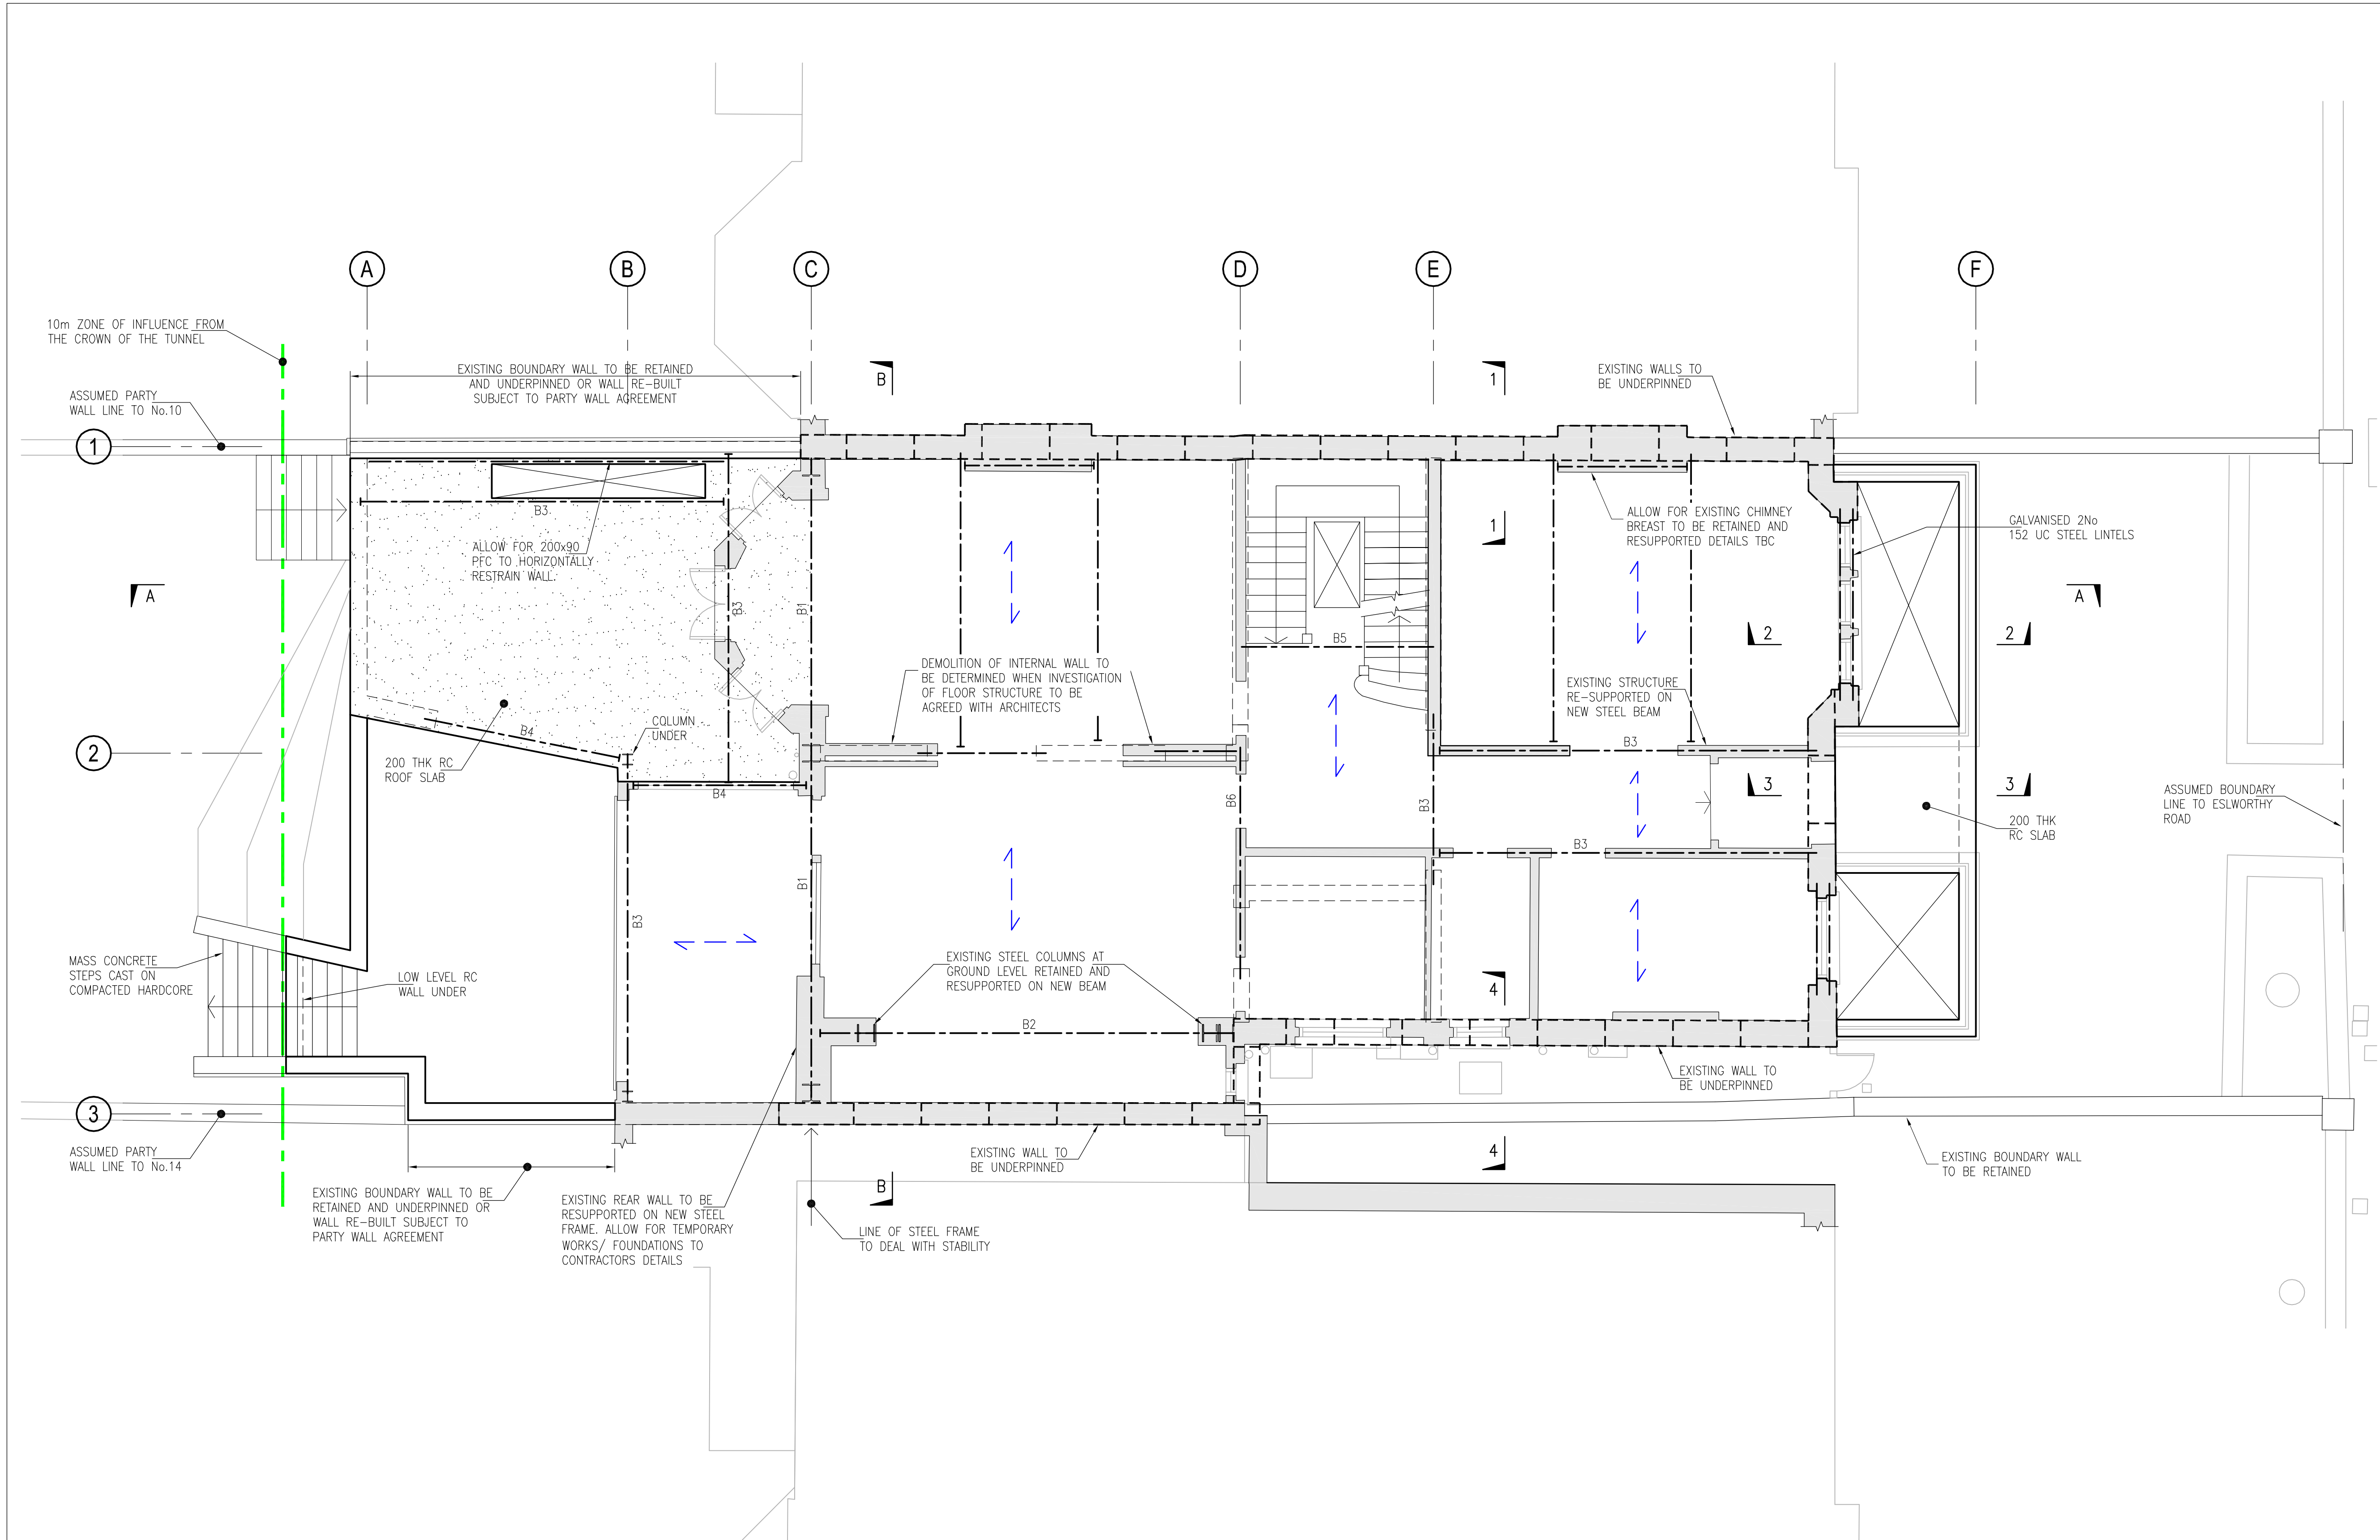 A
B
C
D
E
F
10m ZONE OF INFLUENCE FROM
THE CROWN OF THE TUNNEL
EXISTING BOUNDARY WALL TO BE RETAINED
AND UNDERPINNED OR WALL RE-BUILT
SUBJECT TO PARTY WALL AGREEMENT
B
1
EXISTING WALLS TO
BE UNDERPINNED
ASSUMED PARTY
WALL LINE TO No.10
1
B3
ALLOW FOR 200x90
PFC TO HORIZONTALLY
RESTRAIN WALL.
ALLOW FOR EXISTING CHIMNEY
BREAST TO BE RETAINED AND
RESUPPORTED DETAILS TBC
1
GALVANISED 2No
152 UC STEEL LINTELS
A
A
B3
B1
B5
2
2
DEMOLITION OF INTERNAL WALL TO
BE DETERMINED WHEN INVESTIGATION
OF FLOOR STRUCTURE TO BE
AGREED WITH ARCHITECTS
EXISTING STRUCTURE
RE-SUPPORTED ON
NEW STEEL BEAM
B4
COLUMN
UNDER
2
200 THK RC
ROOF SLAB
B3
B4
B6
B3
3
3
ASSUMED BOUNDARY
LINE TO ESLWORTHY
ROAD
200 THK
RC SLAB
B3
B1
B3
MASS CONCRETE
STEPS CAST ON
COMPACTED HARDCORE
LOW LEVEL RC
WALL UNDER
EXISTING STEEL COLUMNS AT
GROUND LEVEL RETAINED AND
RESUPPORTED ON NEW BEAM
4
B2
EXISTING WALL TO
BE UNDERPINNED
3
ASSUMED PARTY
WALL LINE TO No.14
EXISTING WALL TO
BE UNDERPINNED
4
EXISTING BOUNDARY WALL
TO BE RETAINED
B
EXISTING BOUNDARY WALL TO BE
RETAINED AND UNDERPINNED OR
WALL RE-BUILT SUBJECT TO
PARTY WALL AGREEMENT
EXISTING REAR WALL TO BE
RESUPPORTED ON NEW STEEL
FRAME. ALLOW FOR TEMPORARY
WORKS/ FOUNDATIONS TO
CONTRACTORS DETAILS
LINE OF STEEL FRAME
TO DEAL WITH STABILITY